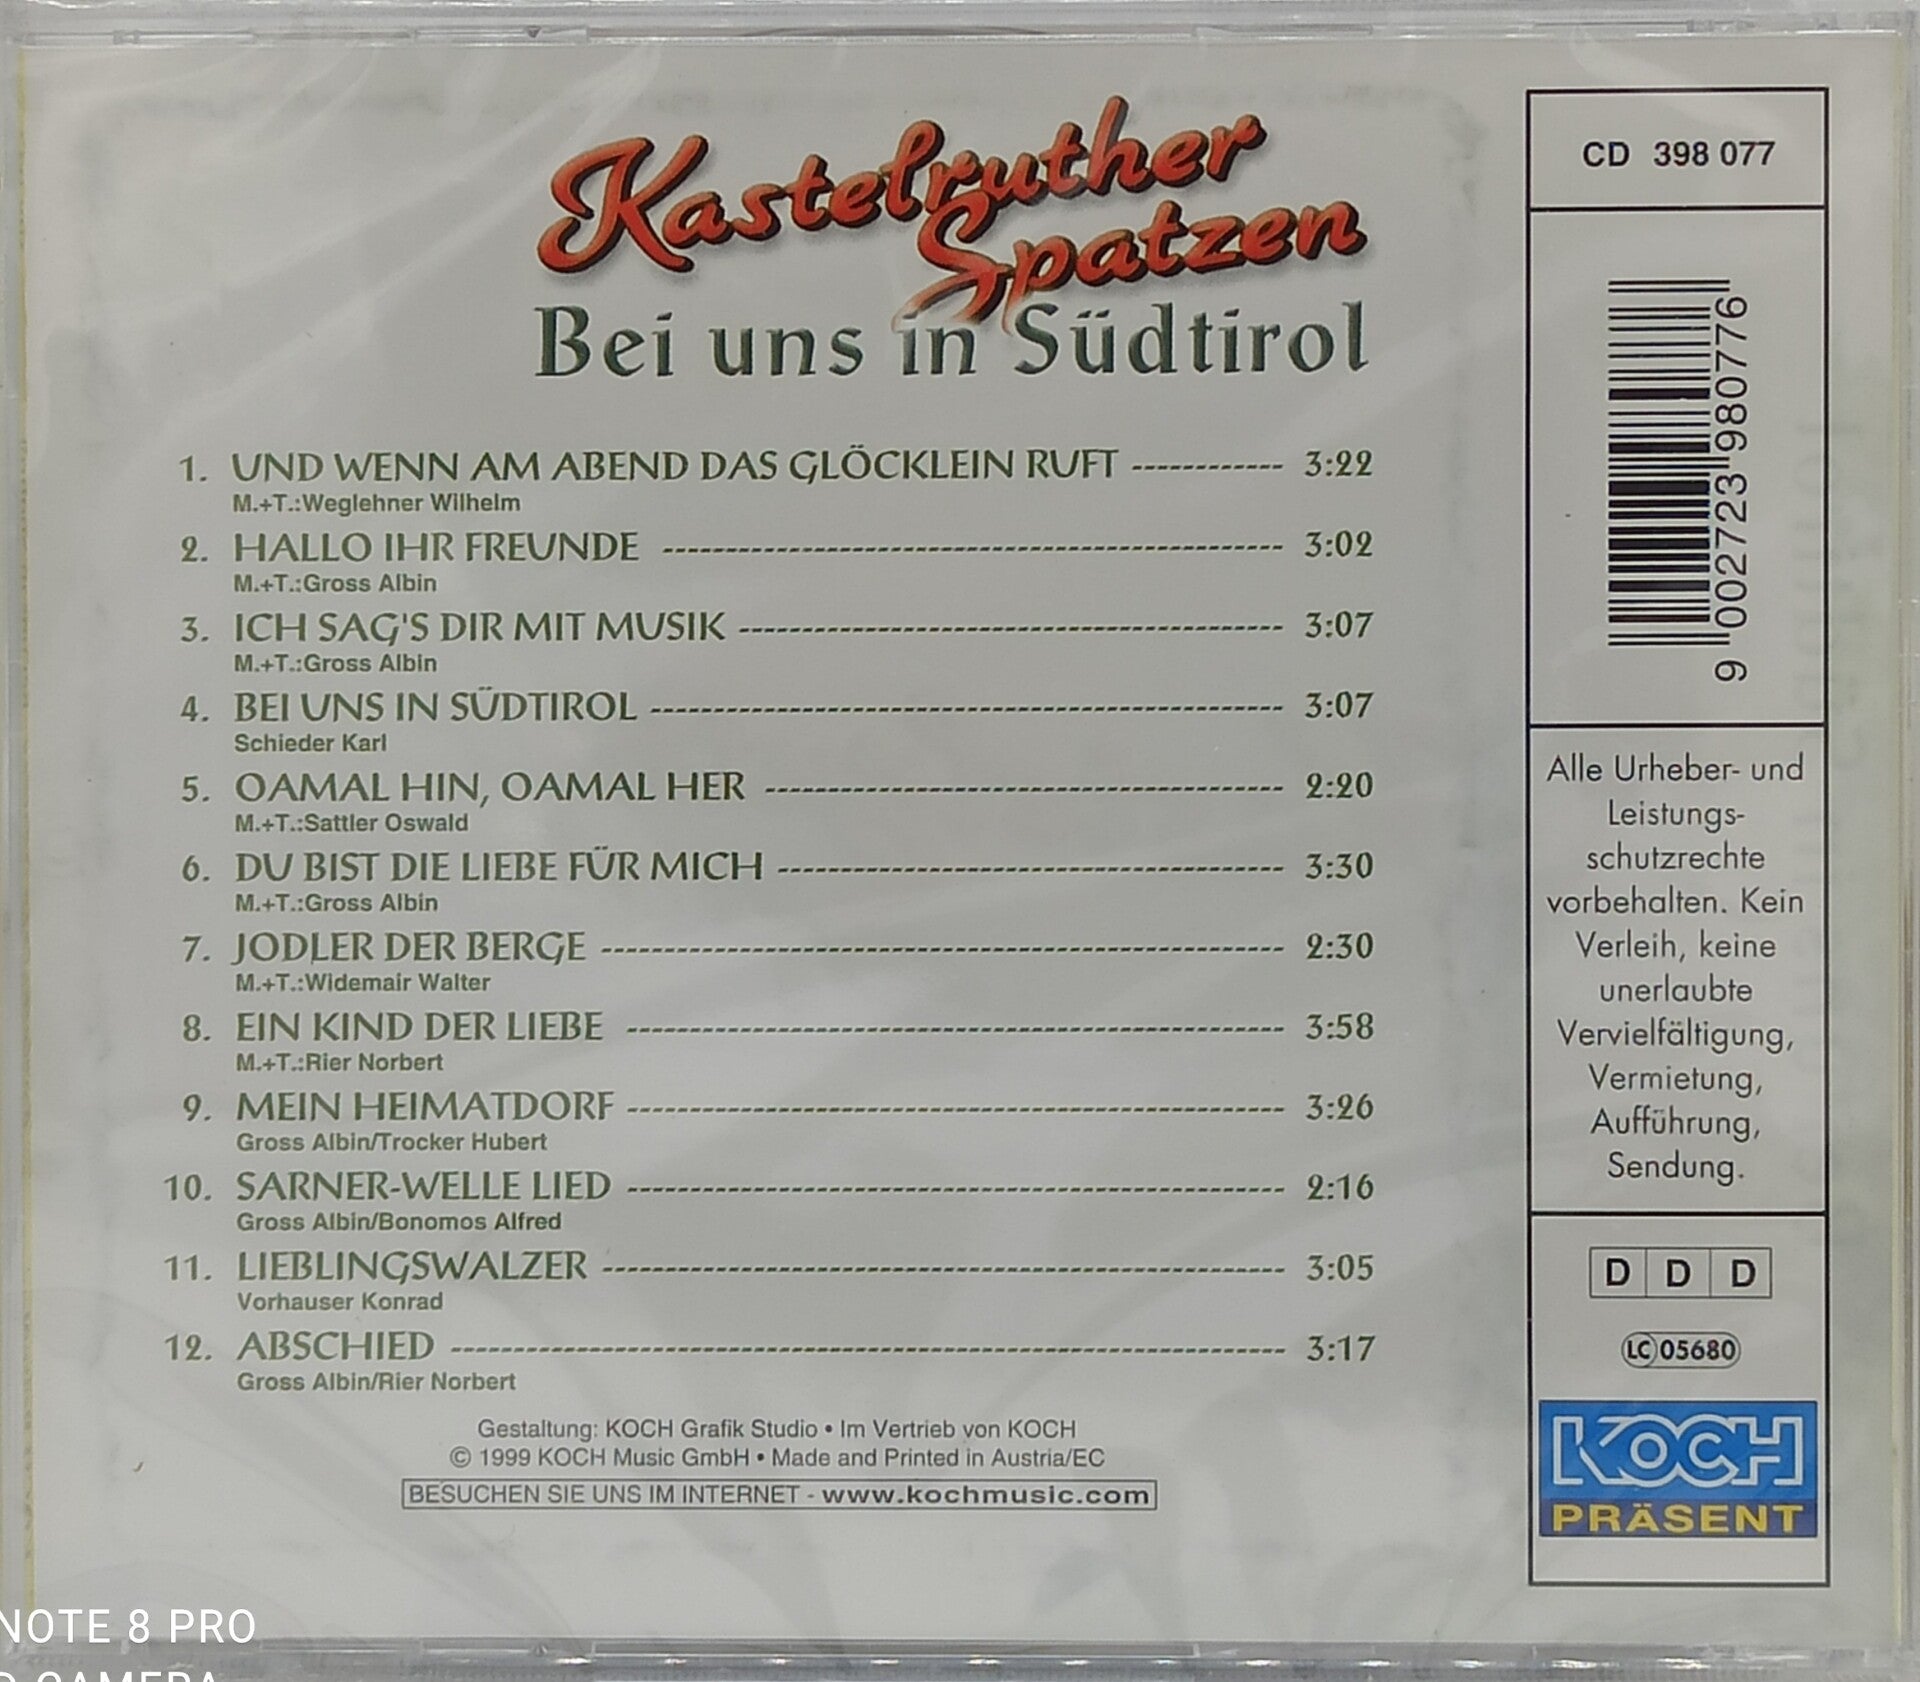 Kastelruther
Spatzen
Bei uns in Südtirol
1. UND WENN AM ABEND DAS GLÖCKLEIN RUFT ------------ 3:22
M.+T.:Weglehner Wilhelm
2. HALLO IHR FREUNDE ------------ 3:02
M.+T.:Gross Albin
3. ICH SAG'S DIR MIT MUSIK ------------ 3:07
M.+T.:Gross Albin
4. BEI UNS IN SÜDTIROL ------------ 3:07
Schieder Karl
5. OAMAL HIN, OAMAL HER ------------ 2:20
M.+T.:Sattler Oswald
6. DU BIST DIE LIEBE FÜR MICH ------------ 3:30
M.+T.:Gross Albin
7. JODLER DER BERGE ------------ 2:30
M.+T.:Widemair Walter
8. EIN KIND DER LIEBE ------------ 3:58
M.+T.:Rier Norbert
9. MEIN HEIMATDORF ------------ 3:26
Gross Albin/Trocker Hubert
10. SARNER-WELLE LIED ------------ 2:16
Gross Albin/Bonomos Alfred
11. LIEBLINGSWALZER ------------ 3:05
Vorhauser Konrad
12. ABSCHIED ------------ 3:17
Gross Albin/Rier Norbert
Gestaltung: KOCH Grafik Studio • Im Vertrieb von KOCH
© 1999 KOCH Music GmbH • Made and Printed in Austria/EC
BESUCHEN SIE UNS IM INTERNET - www.kochmusic.com
CD 398 077
9 002723 980776
Alle Urheber- und
Leistungs-
schutzrechte
vorbehalten. Kein
Verleih, keine
unerlaubte
Vervielfältigung,
Vermietung,
Aufführung,
Sendung.
D D D
LC 05680
KOCH
PRÄSENT
NOTE 8 PRO
CAMERA